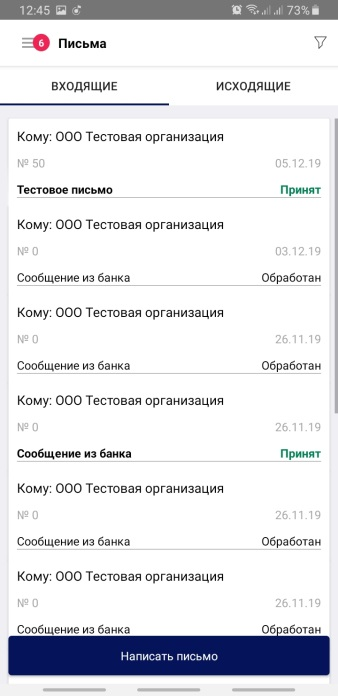 12:45 73%
6 Письма
ВХОДЯЩИЕ ИСХОДЯЩИЕ
Кому: ООО Тестовая организация
№ 50 05.12.19
Тестовое письмо Принят
Кому: ООО Тестовая организация
№ 0 03.12.19
Сообщение из банка Обработан
Кому: ООО Тестовая организация
№ 0 26.11.19
Сообщение из банка Обработан
Кому: ООО Тестовая организация
№ 0 26.11.19
Сообщение из банка Принят
Кому: ООО Тестовая организация
№ 0 26.11.19
Сообщение из банка Обработан
Кому: ООО Тестовая организация
№ 0 26.11.19
Сообщение из банка Обработан
Написать письмо